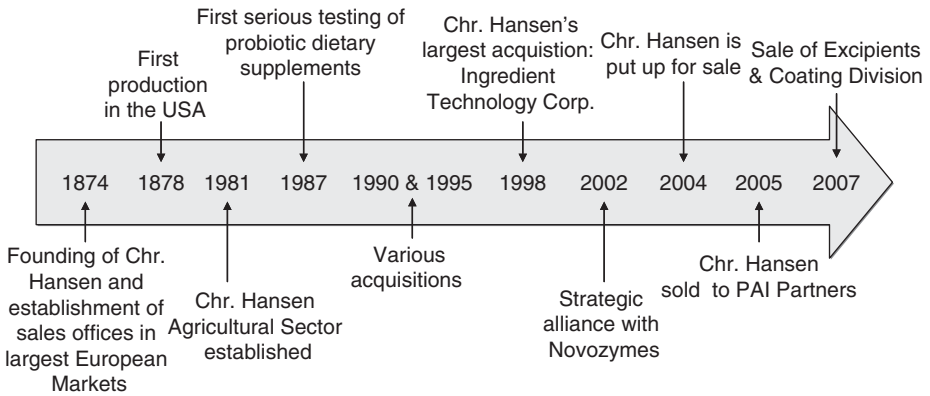 First
production
in the USA
First serious testing of
probiotic dietary
supplements
Chr. Hansen's
largest acquistion:
Ingredient
Technology Corp.
Chr. Hansen is
put up for sale
Sale of Excipients
& Coating Division
1874 1878 1981 1987 1990 & 1995 1998 2002 2004 2005 2007
Founding of Chr.
Hansen and
establishment of
sales offices in
largest European
Markets
Chr. Hansen
Agricultural Sector
established
Various
acquisitions
Strategic
alliance with
Novozymes
Chr. Hansen
sold to PAI Partners